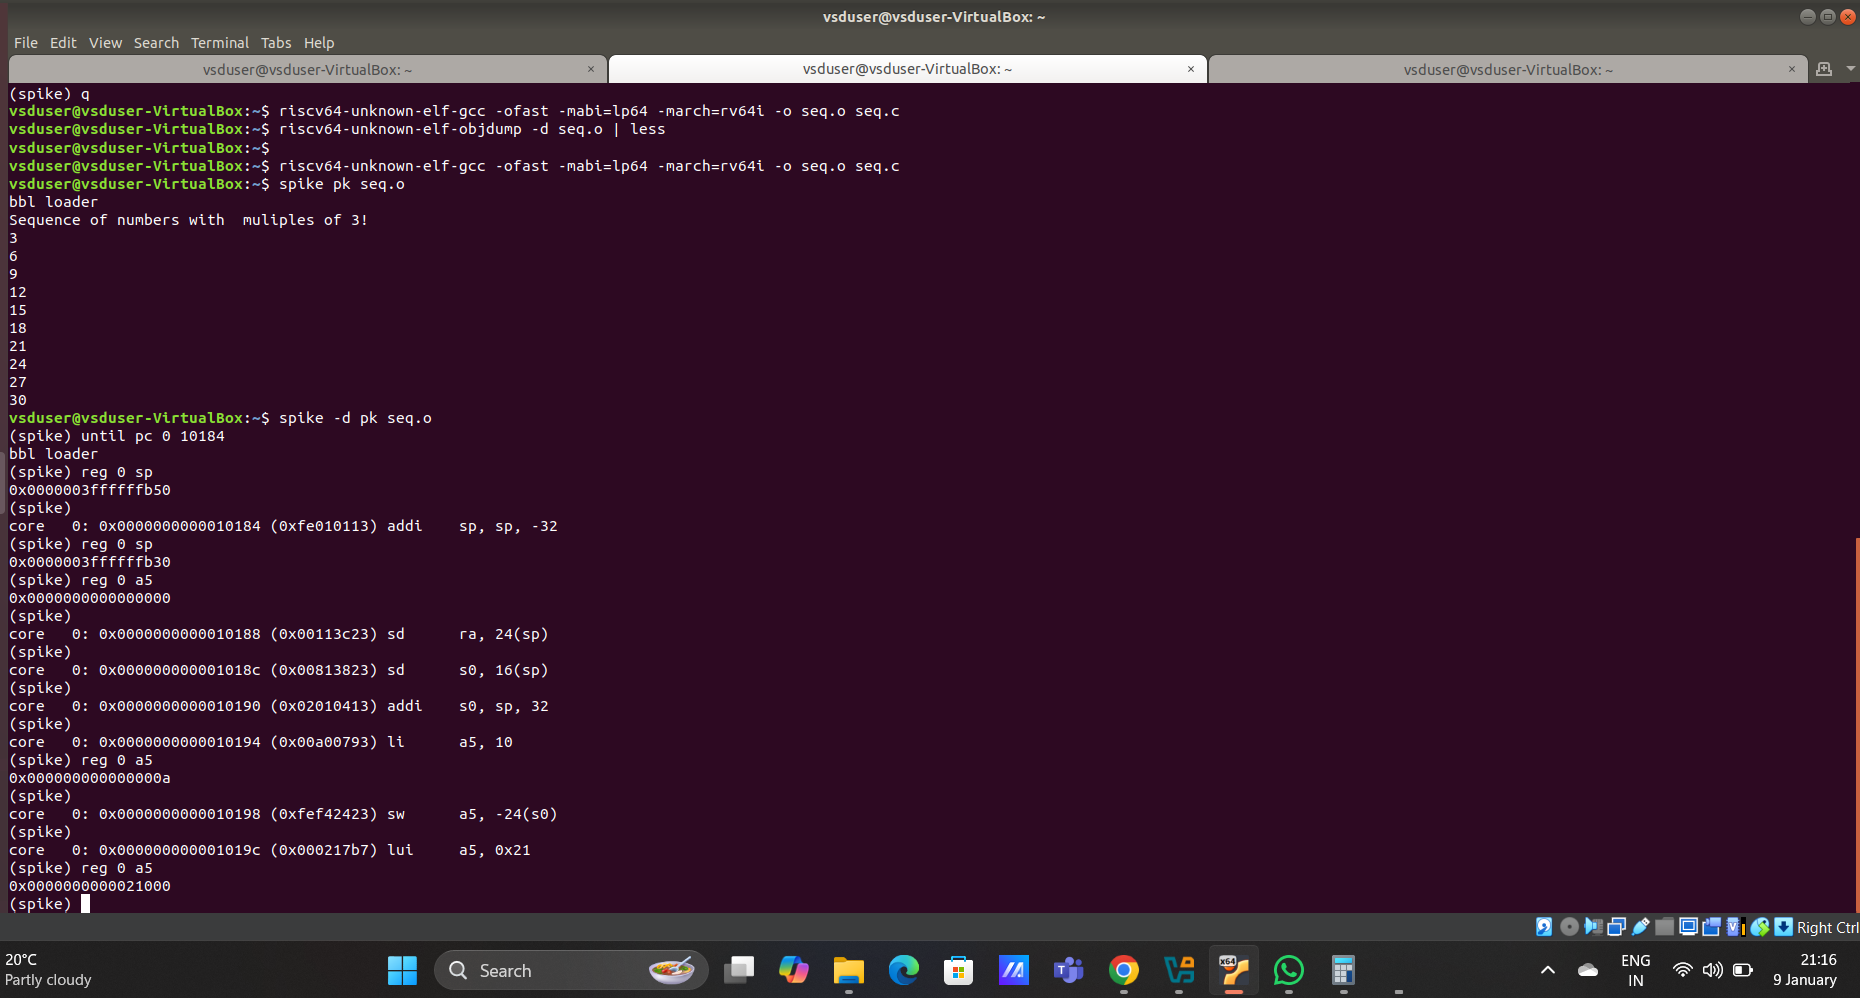 vsduser@vsduser-VirtualBox: ~
File Edit View Search Terminal Tabs Help
vsduser@vsduser-VirtualBox: ~ × vsduser@vsduser-VirtualBox: ~ × vsduser@vsduser-VirtualBox: ~ ×
(spike) q
vsduser@vsduser-VirtualBox:~$ riscv64-unknown-elf-gcc -ofast -mabi=lp64 -march=rv64i -o seq.o seq.c
vsduser@vsduser-VirtualBox:~$ riscv64-unknown-elf-objdump -d seq.o | less
vsduser@vsduser-VirtualBox:~$
vsduser@vsduser-VirtualBox:~$ riscv64-unknown-elf-gcc -ofast -mabi=lp64 -march=rv64i -o seq.o seq.c
vsduser@vsduser-VirtualBox:~$ spike pk seq.o
bbl loader
Sequence of numbers with  muliples of 3!
3
6
9
12
15
18
21
24
27
30
vsduser@vsduser-VirtualBox:~$ spike -d pk seq.o
(spike) until pc 0 10184
bbl loader
(spike) reg 0 sp
0x0000003ffffffb50
(spike)
core   0: 0x0000000000010184 (0xfe010113) addi    sp, sp, -32
(spike) reg 0 sp
0x0000003ffffffb30
(spike) reg 0 a5
0x0000000000000000
(spike)
core   0: 0x0000000000010188 (0x00113c23) sd      ra, 24(sp)
(spike)
core   0: 0x000000000001018c (0x00813823) sd      s0, 16(sp)
(spike)
core   0: 0x0000000000010190 (0x02010413) addi    s0, sp, 32
(spike)
core   0: 0x0000000000010194 (0x00a00793) li      a5, 10
(spike) reg 0 a5
0x000000000000000a
(spike)
core   0: 0x0000000000010198 (0xfef42423) sw      a5, -24(s0)
(spike)
core   0: 0x000000000001019c (0x000217b7) lui     a5, 0x21
(spike) reg 0 a5
0x0000000000021000
(spike)
Right Ctrl
20°C
Partly cloudy
Search
x64
ENG
IN
21:16
9 January